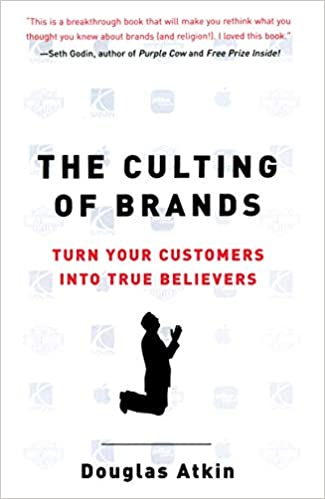 "This is a breakthrough book that will make you rethink what you
thought you knew about brands (and religion!). I loved this book."
—Seth Godin, author of Purple Cow and Free Prize Inside!
THE CULTING
OF BRANDS
TURN YOUR CUSTOMERS
INTO TRUE BELIEVERS
Douglas Atkin